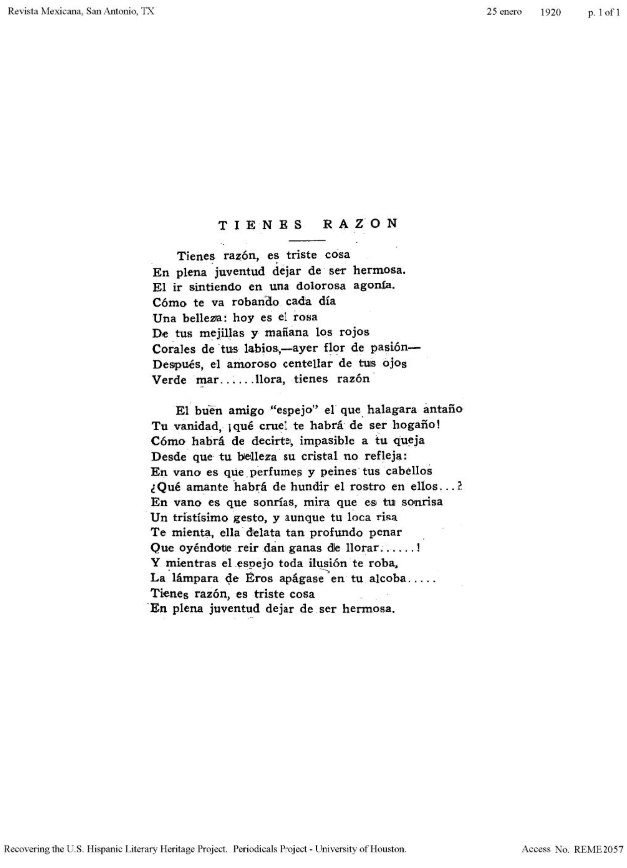 Revista Mexicana, San Antonio, TX 25 enero 1920 p. 1 of 1
TIENES RAZON
Tienes razón, es triste cosa
En plena juventud dejar de ser hermosa.
El ir sintiendo en una dolorosa agonía.
Cómo te va robando cada día
Una belleza: hoy es el rosa
De tus mejillas y mañana los rojos
Corales de tus labios,—ayer flor de pasión—
Después, el amoroso centellar de tus ojos
Verde mar......llora, tienes razón
El buen amigo "espejo" el que halagara antaño
Tu vanidad, ¡qué cruel te habrá de ser hogaño!
Cómo habrá de decirte, impasible a tu queja
Desde que tu belleza su cristal no refleja:
En vano es que perfumes y peines tus cabellos
¿Qué amante habrá de hundir el rostro en ellos...?
En vano es que sonrías, mira que es tu sonrisa
Un tristísimo gesto, y aunque tu loca risa
Te mienta, ella delata tan profundo penar
Que oyéndote reir dan ganas de llorar......!
Y mientras el espejo toda ilusión te roba,
La lámpara de Éros apágase en tu alcoba.....
Tienes razón, es triste cosa
En plena juventud dejar de ser hermosa.
Recovering the U.S. Hispanic Literary Heritage Project. Periodicals Project - University of Houston. Access No. REME2057